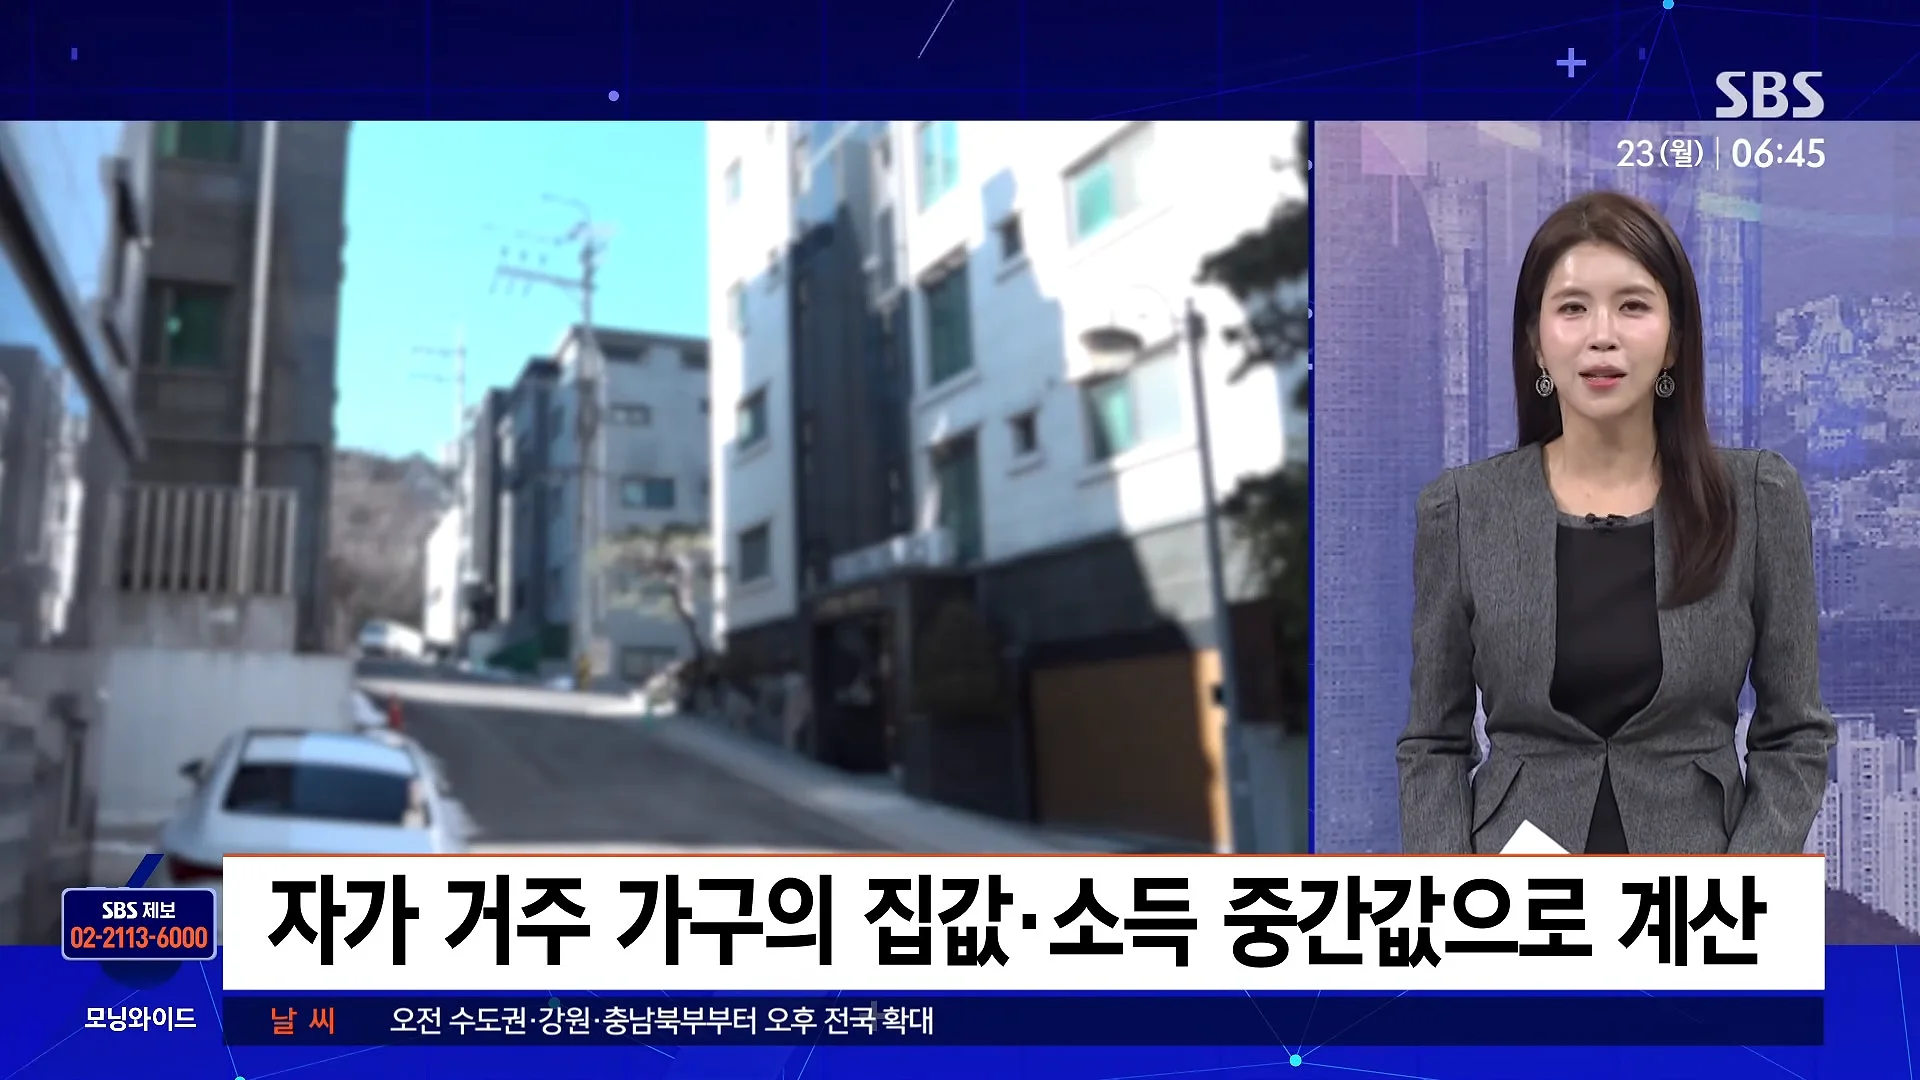 SBS
23(월) | 06:45
자가 거주 가구의 집값·소득 중간값으로 계산
SBS 제보
02-2113-6000
모닝와이드
날씨 오전 수도권·강원·충남북부부터 오후 전국 확대